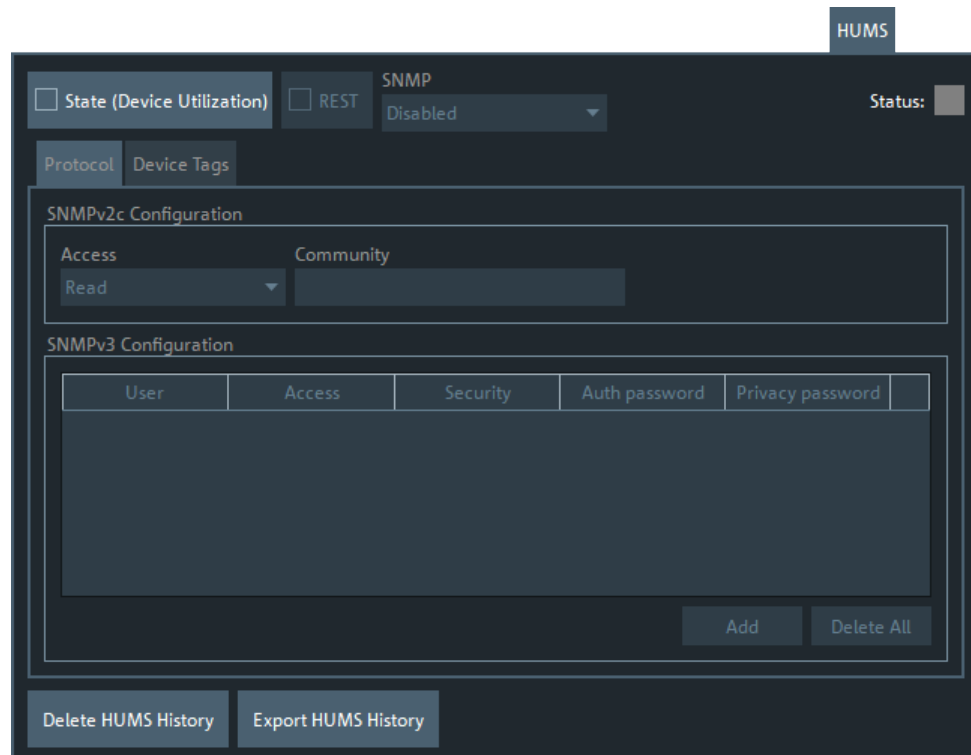 HUMS
State (Device Utilization)
REST
SNMP
Disabled
Status:
Protocol
Device Tags
SNMPv2c Configuration
Access
Community
Read
SNMPv3 Configuration
User
Access
Security
Auth password
Privacy password
Add
Delete All
Delete HUMS History
Export HUMS History